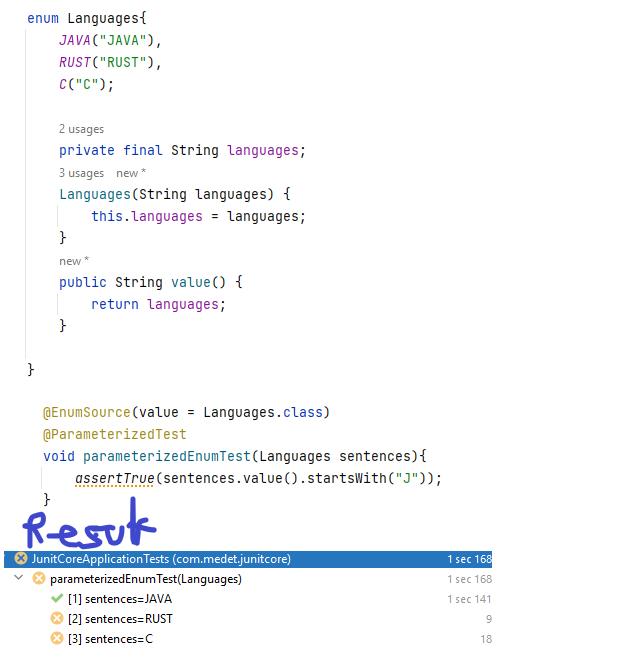 enum Languages{
JAVA("JAVA"),
RUST("RUST"),
C("C");
2 usages
private final String languages;
3 usages new *
Languages(String languages) {
this.languages = languages;
}
new *
public String value() {
return languages;
}
}
@EnumSource(value = Languages.class)
@ParameterizedTest
void parameterizedEnumTest(Languages sentences){
assertTrue(sentences.value().startsWith("J"));
}
Result
JunitCoreApplicationTests (com.medet.junitcore) 1 sec 168
parameterizedEnumTest(Languages) 1 sec 168
[1] sentences=JAVA 1 sec 141
[2] sentences=RUST 9
[3] sentences=C 18